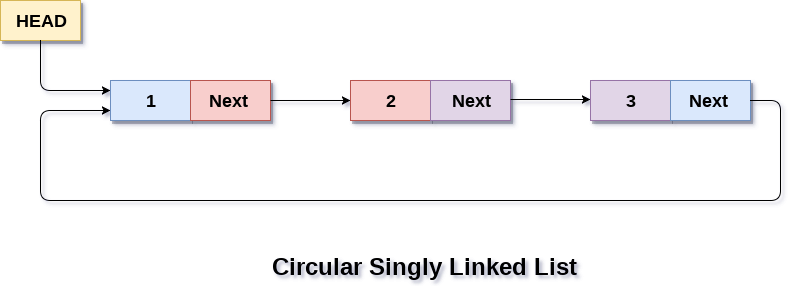 HEAD
1 Next 2 Next 3 Next
Circular Singly Linked List